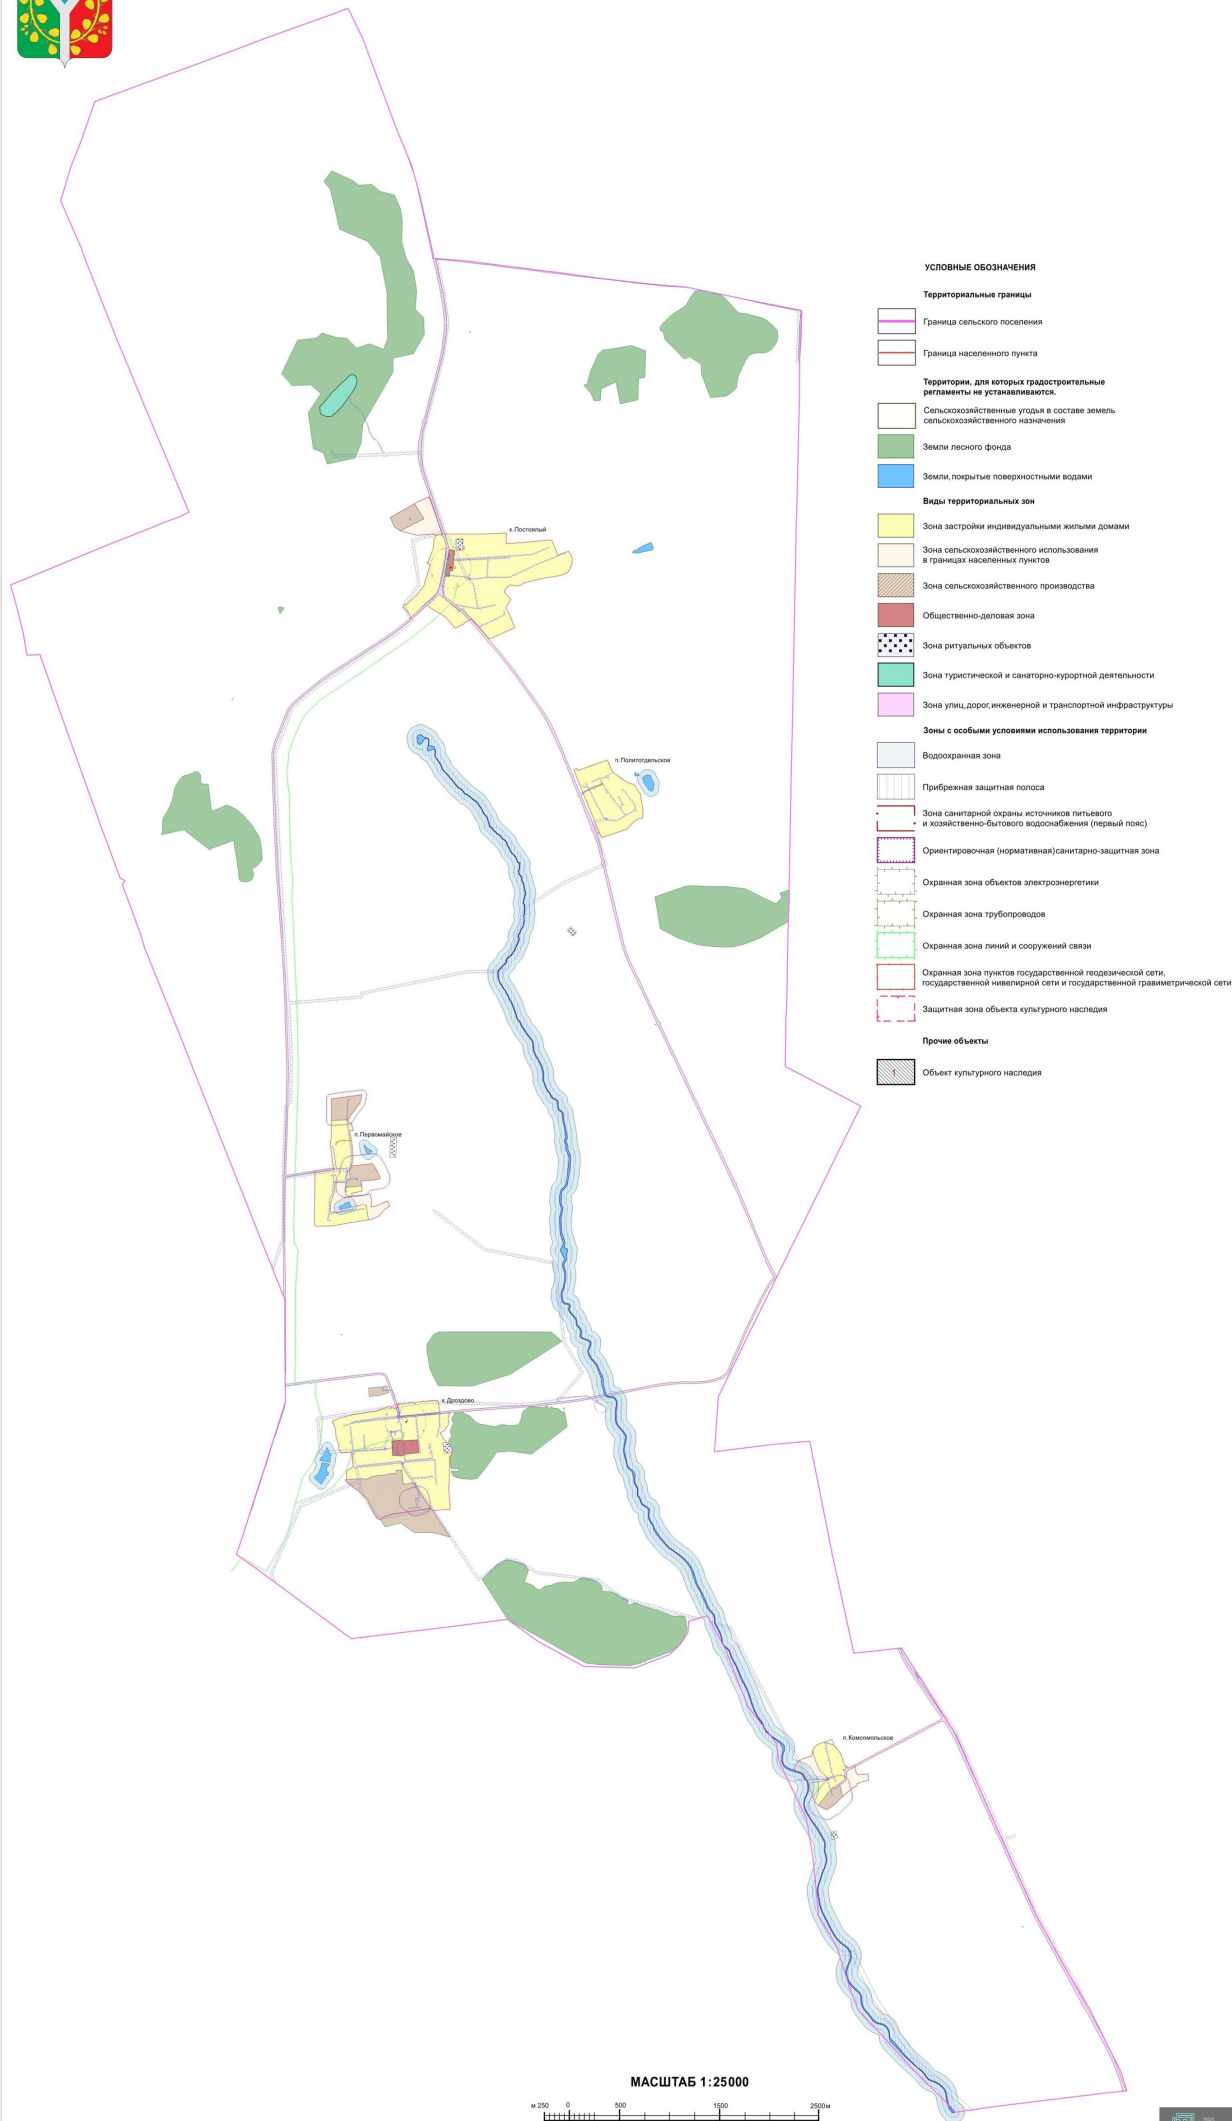 УСЛОВНЫЕ ОБОЗНАЧЕНИЯ
Территориальные границы
Граница сельского поселения
Граница населенного пункта
Территории, для которых градостроительные
регламенты не устанавливаются.
Сельскохозяйственные угодья в составе земель
сельскохозяйственного назначения
Земли лесного фонда
Земли, покрытые поверхностными водами
Виды территориальных зон
Зона застройки индивидуальными жилыми домами
Зона сельскохозяйственного использования
в границах населенных пунктов
Зона сельскохозяйственного производства
Общественно-деловая зона
Зона ритуальных объектов
Зона туристической и санаторно-курортной деятельности
Зона улиц, дорог, инженерной и транспортной инфраструктуры
Зоны с особыми условиями использования территории
Водоохранная зона
Прибрежная защитная полоса
Зона санитарной охраны источников питьевого
и хозяйственно-бытового водоснабжения (первый пояс)
Ориентировочная (нормативная)санитарно-защитная зона
Охранная зона объектов электроэнергетики
Охранная зона трубопроводов
Охранная зона линий и сооружений связи
Охранная зона пунктов государственной геодезической сети,
государственной нивелирной сети и государственной гравиметрической сети
Защитная зона объекта культурного наследия
Прочие объекты
1
Объект культурного наследия
х.Постоялый
п.Политотдельское
п.Первомайское
х.Дроздово
п.Комсомольское
МАСШТАБ 1:25000
м 250 0 500 1500 2500м